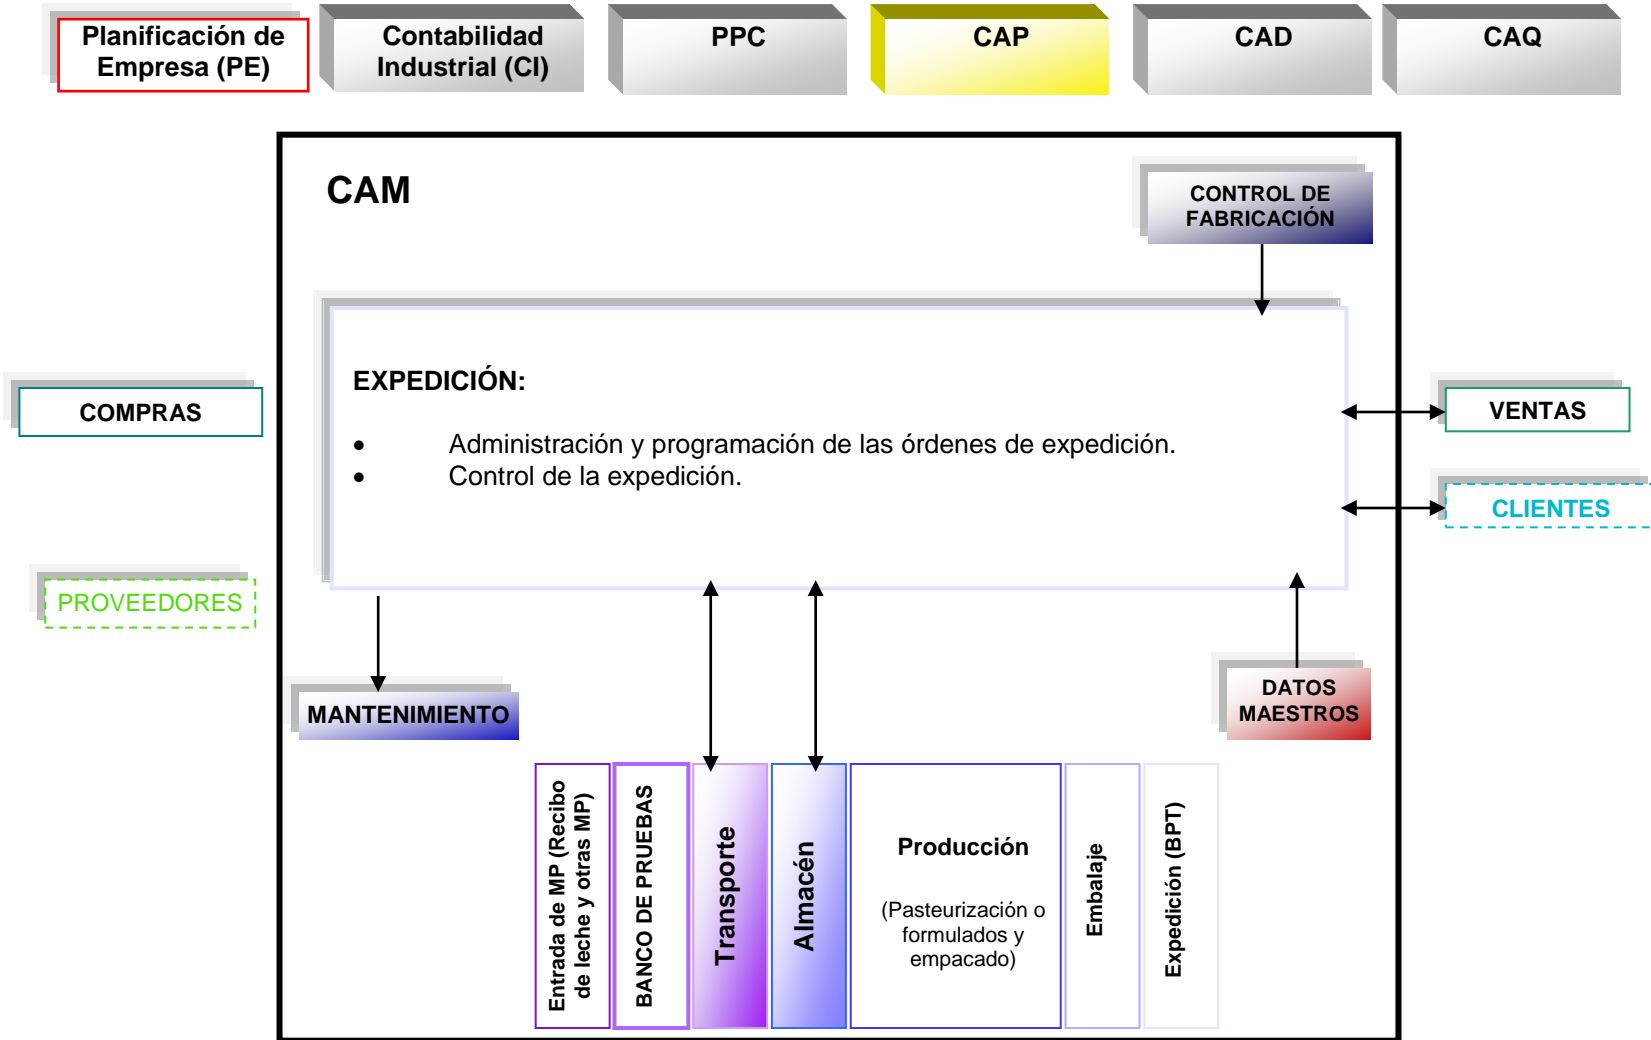 Planificación de
Empresa (PE)
Contabilidad
Industrial (CI)
PPC
CAP
CAD
CAQ
CAM
CONTROL DE
FABRICACIÓN
EXPEDICIÓN:
• Administración y programación de las órdenes de expedición.
• Control de la expedición.
COMPRAS
VENTAS
CLIENTES
PROVEEDORES
MANTENIMIENTO
DATOS
MAESTROS
Entrada de MP (Recibo
de leche y otras MP)
BANCO DE PRUEBAS
Transporte
Almacén
Producción
(Pasteurización o
formulados y
empacado)
Embalaje
Expedición (BPT)